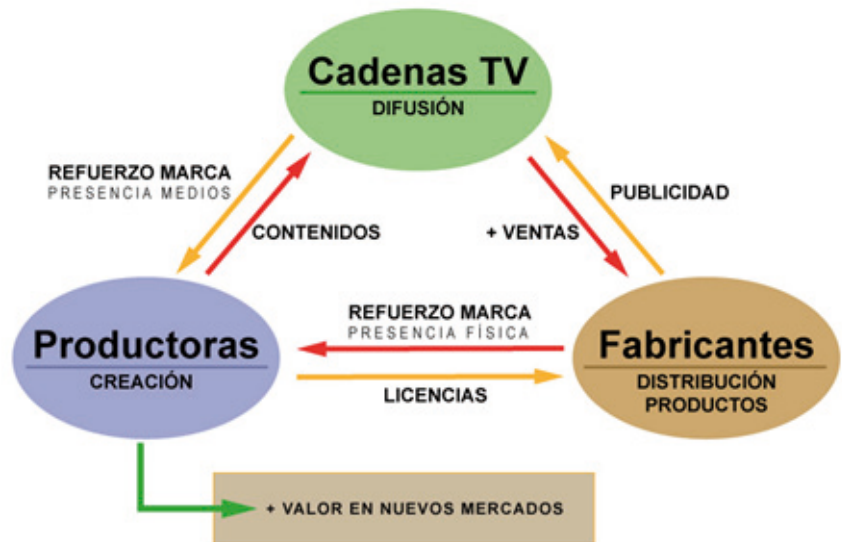 Cadenas TV
DIFUSIÓN
REFUERZO MARCA
PRESENCIA MEDIOS
PUBLICIDAD
CONTENIDOS
+ VENTAS
REFUERZO MARCA
PRESENCIA FÍSICA
Productoras
CREACIÓN
Fabricantes
DISTRIBUCIÓN
PRODUCTOS
LICENCIAS
+ VALOR EN NUEVOS MERCADOS